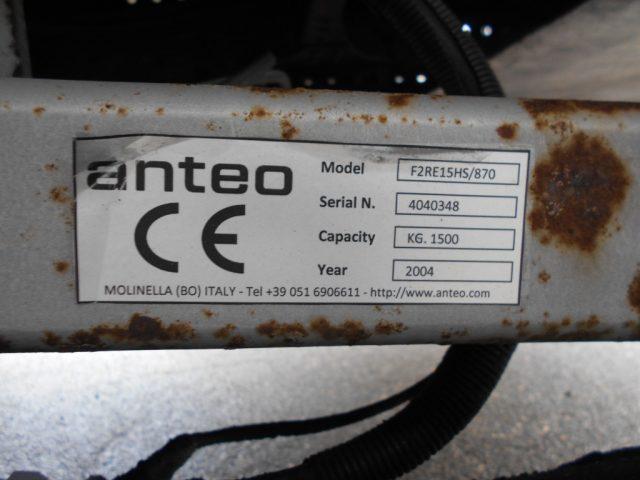 anteo
CE
Model F2RE15HS/870
Serial N. 4040348
Capacity KG. 1500
Year 2004
MOLINELLA (BO) ITALY - Tel +39 051 6906611 - http://www.anteo.com